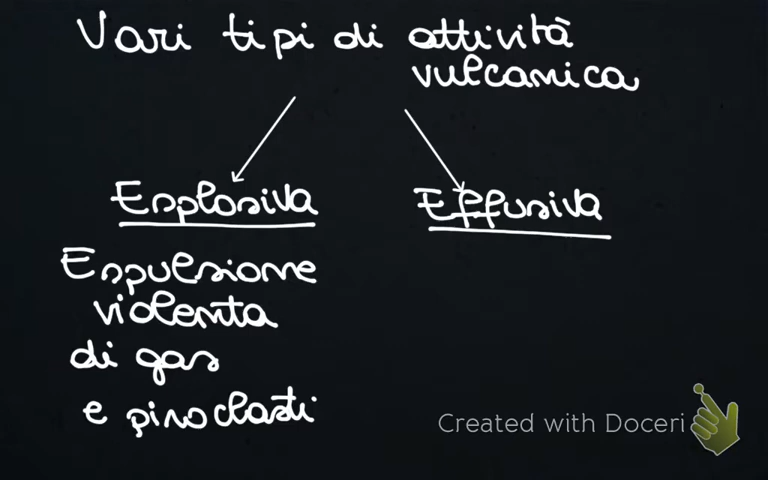 Vari tipi di attività
vulcanica
Esplosiva
Effusiva
Espulsione
violenta
di gas
e piroclasti
Created with Doceri